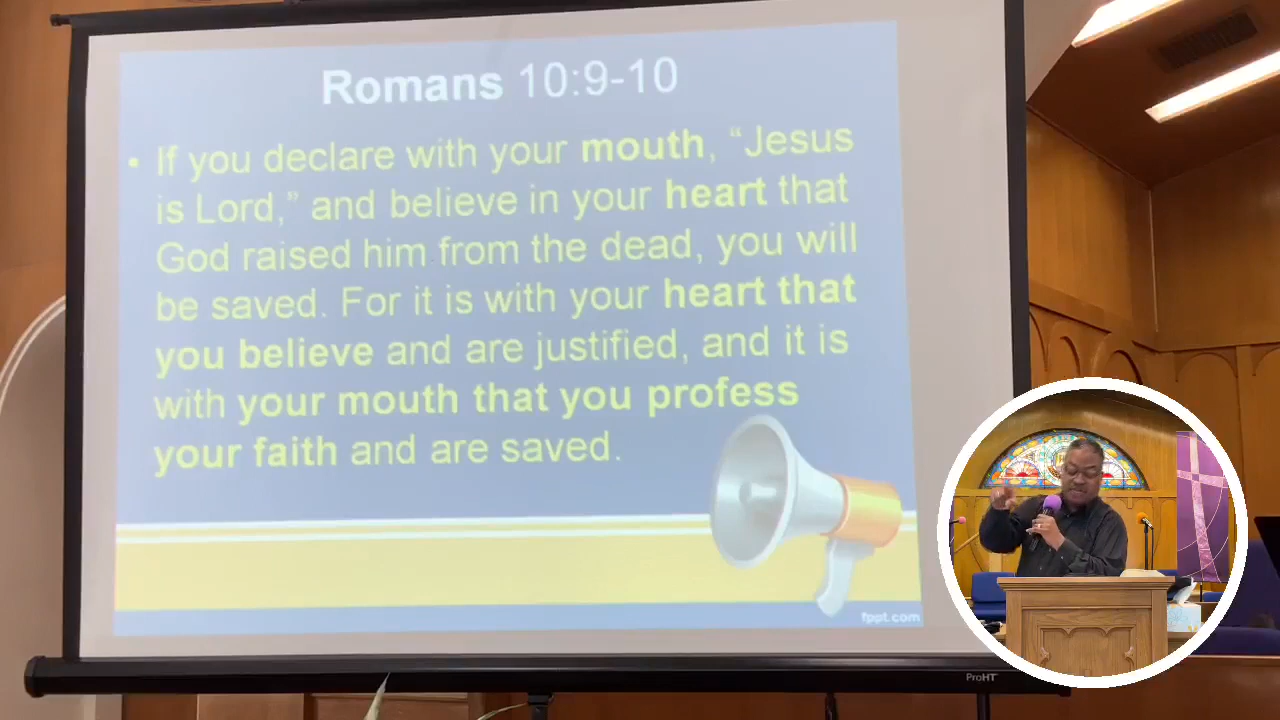 Romans 10:9-10
• If you declare with your mouth, “Jesus
is Lord,” and believe in your heart that
God raised him from the dead, you will
be saved. For it is with your heart that
you believe and are justified, and it is
with your mouth that you profess
your faith and are saved.
fppt.com
ProHT